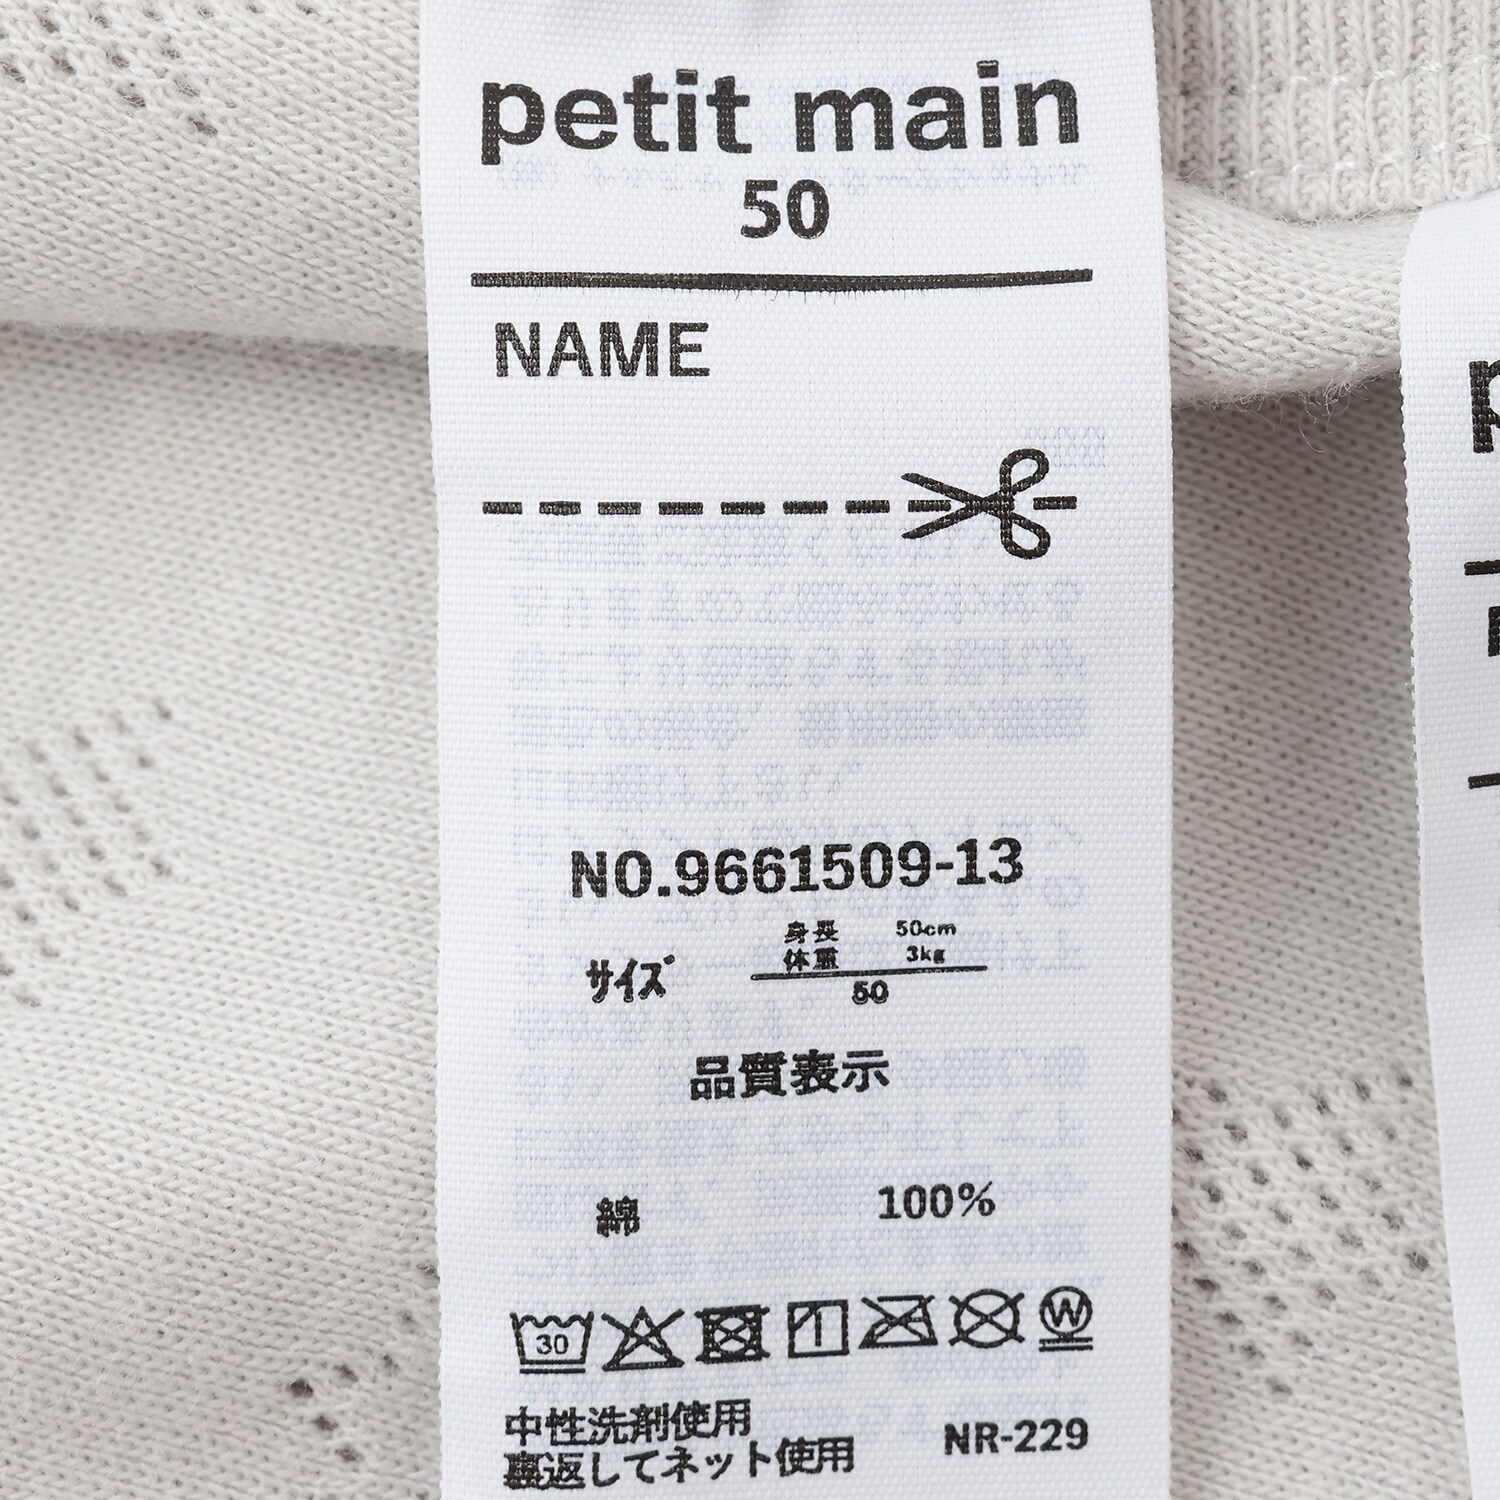 petit main
50
NAME
NO.9661509-13
サイズ
身長 50cm
体重 3kg
50
品質表示
綿 100%
30
W
中性洗剤使用
裏返してネット使用
NR-229